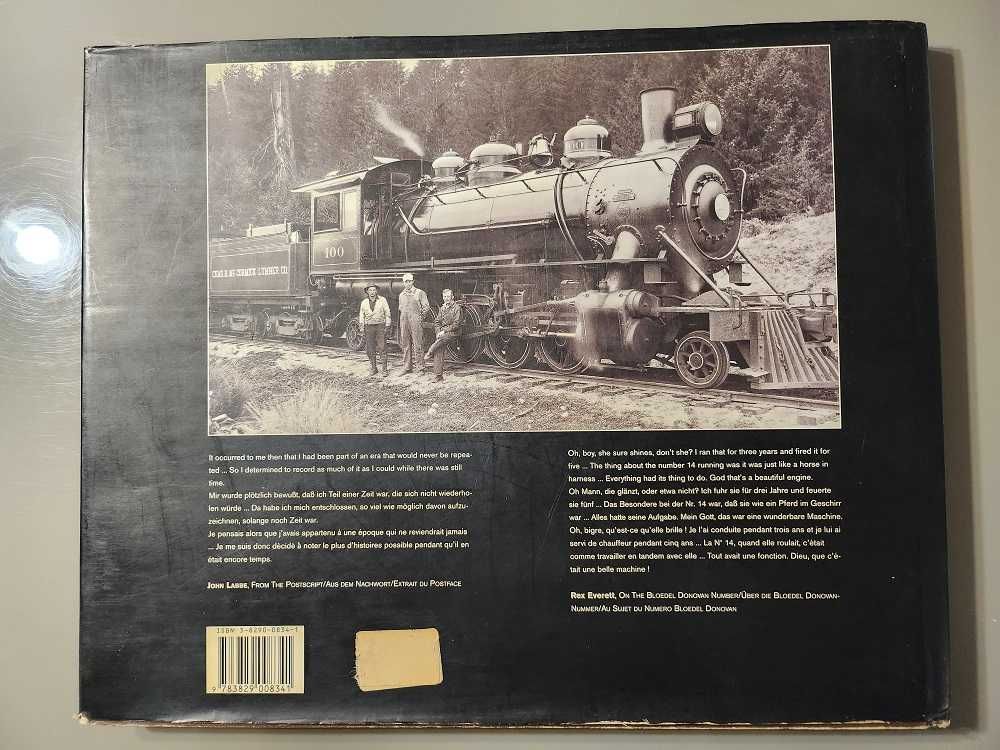 100
CHAS. R. MC CORMICK LUMBER CO.
100
It occurred to me then that I had been part of an era that would never be repea-
ted ... So I determined to record as much of it as I could while there was still
time.
Mir wurde plötzlich bewußt, daß ich Teil einer Zeit war, die sich nicht wiederho-
len würde ... Da habe ich mich entschlossen, so viel wie möglich davon aufzu-
zeichnen, solange noch Zeit war.
Je pensais alors que j'avais appartenu à une époque qui ne reviendrait jamais
... Je me suis donc décidé à noter le plus d'histoires possible pendant qu'il en
était encore temps.
JOHN LABBE, FROM THE POSTSCRIPT/AUS DEM NACHWORT/EXTRAIT DU POSTFACE
Oh, boy, she sure shines, don't she? I ran that for three years and fired it for
five ... The thing about the number 14 running was it was just like a horse in
harness ... Everything had its thing to do. God that's a beautiful engine.
Oh Mann, die glänzt, oder etwa nicht? Ich fuhr sie für drei Jahre und feuerte
sie fünf ... Das Besondere bei der Nr. 14 war, daß sie wie ein Pferd im Geschirr
war ... Alles hatte seine Aufgabe. Mein Gott, das war eine wunderbare Maschine.
Oh, bigre, qu'est-ce qu'elle brille ! Je l'ai conduite pendant trois ans et je lui ai
servi de chauffeur pendant cinq ans ... La N° 14, quand elle roulait, c'était
comme travailler en tandem avec elle ... Tout avait une fonction. Dieu, que c'é-
tait une belle machine !
Rex Everett, ON THE BLOEDEL DONOVAN NUMBER/ÜBER DIE BLOEDEL DONOVAN-
NUMMER/AU SUJET DU NUMERO BLOEDEL DONOVAN
ISBN 3-8290-0834-1
9 783829 008341